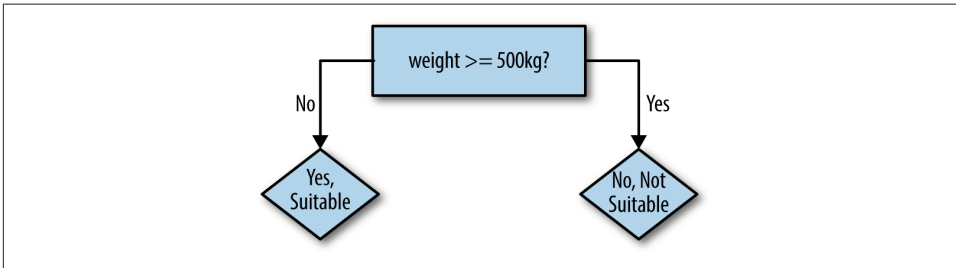 weight >= 500kg?
No
Yes
Yes,
Suitable
No, Not
Suitable